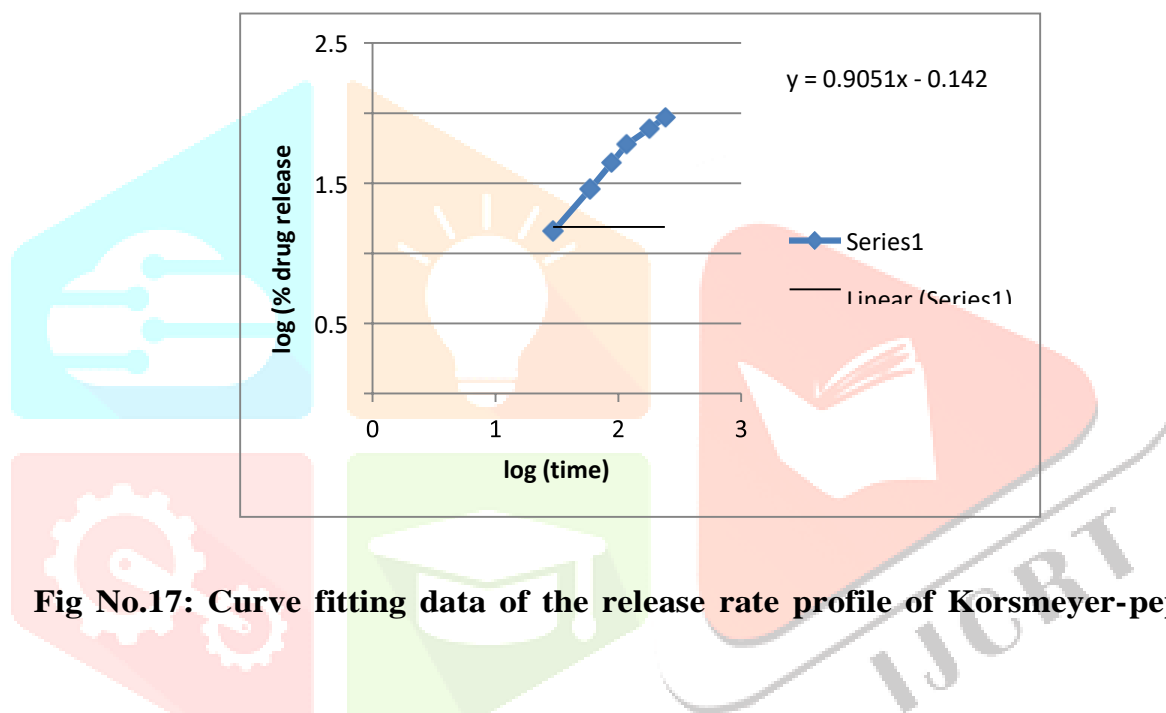 2.5
y = 0.9051x - 0.142
1.5
0.5
log (% drug release
Series1
Linear (Series1)
0 1 2 3
log (time)
Fig No.17: Curve fitting data of the release rate profile of Korsmeyer-
IJCRT